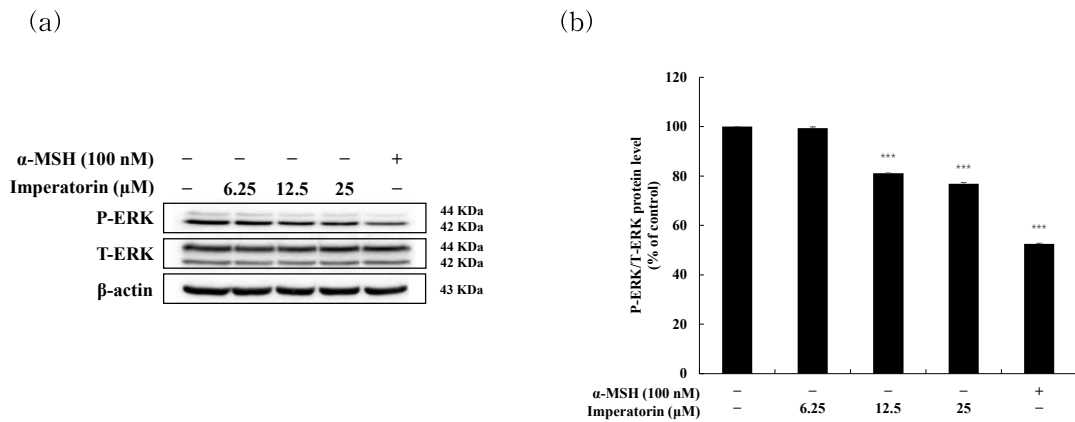 (a)
α-MSH (100 nM) – – – – +
Imperatorin (μM) – 6.25 12.5 25 –
P-ERK 44 KDa
42 KDa
T-ERK 44 KDa
42 KDa
β-actin 43 KDa
(b)
P-ERK/T-ERK protein level
(% of control)
120
100
80
60
40
20
0
***
***
***
α-MSH (100 nM) – – – – +
Imperatorin (μM) – 6.25 12.5 25 –